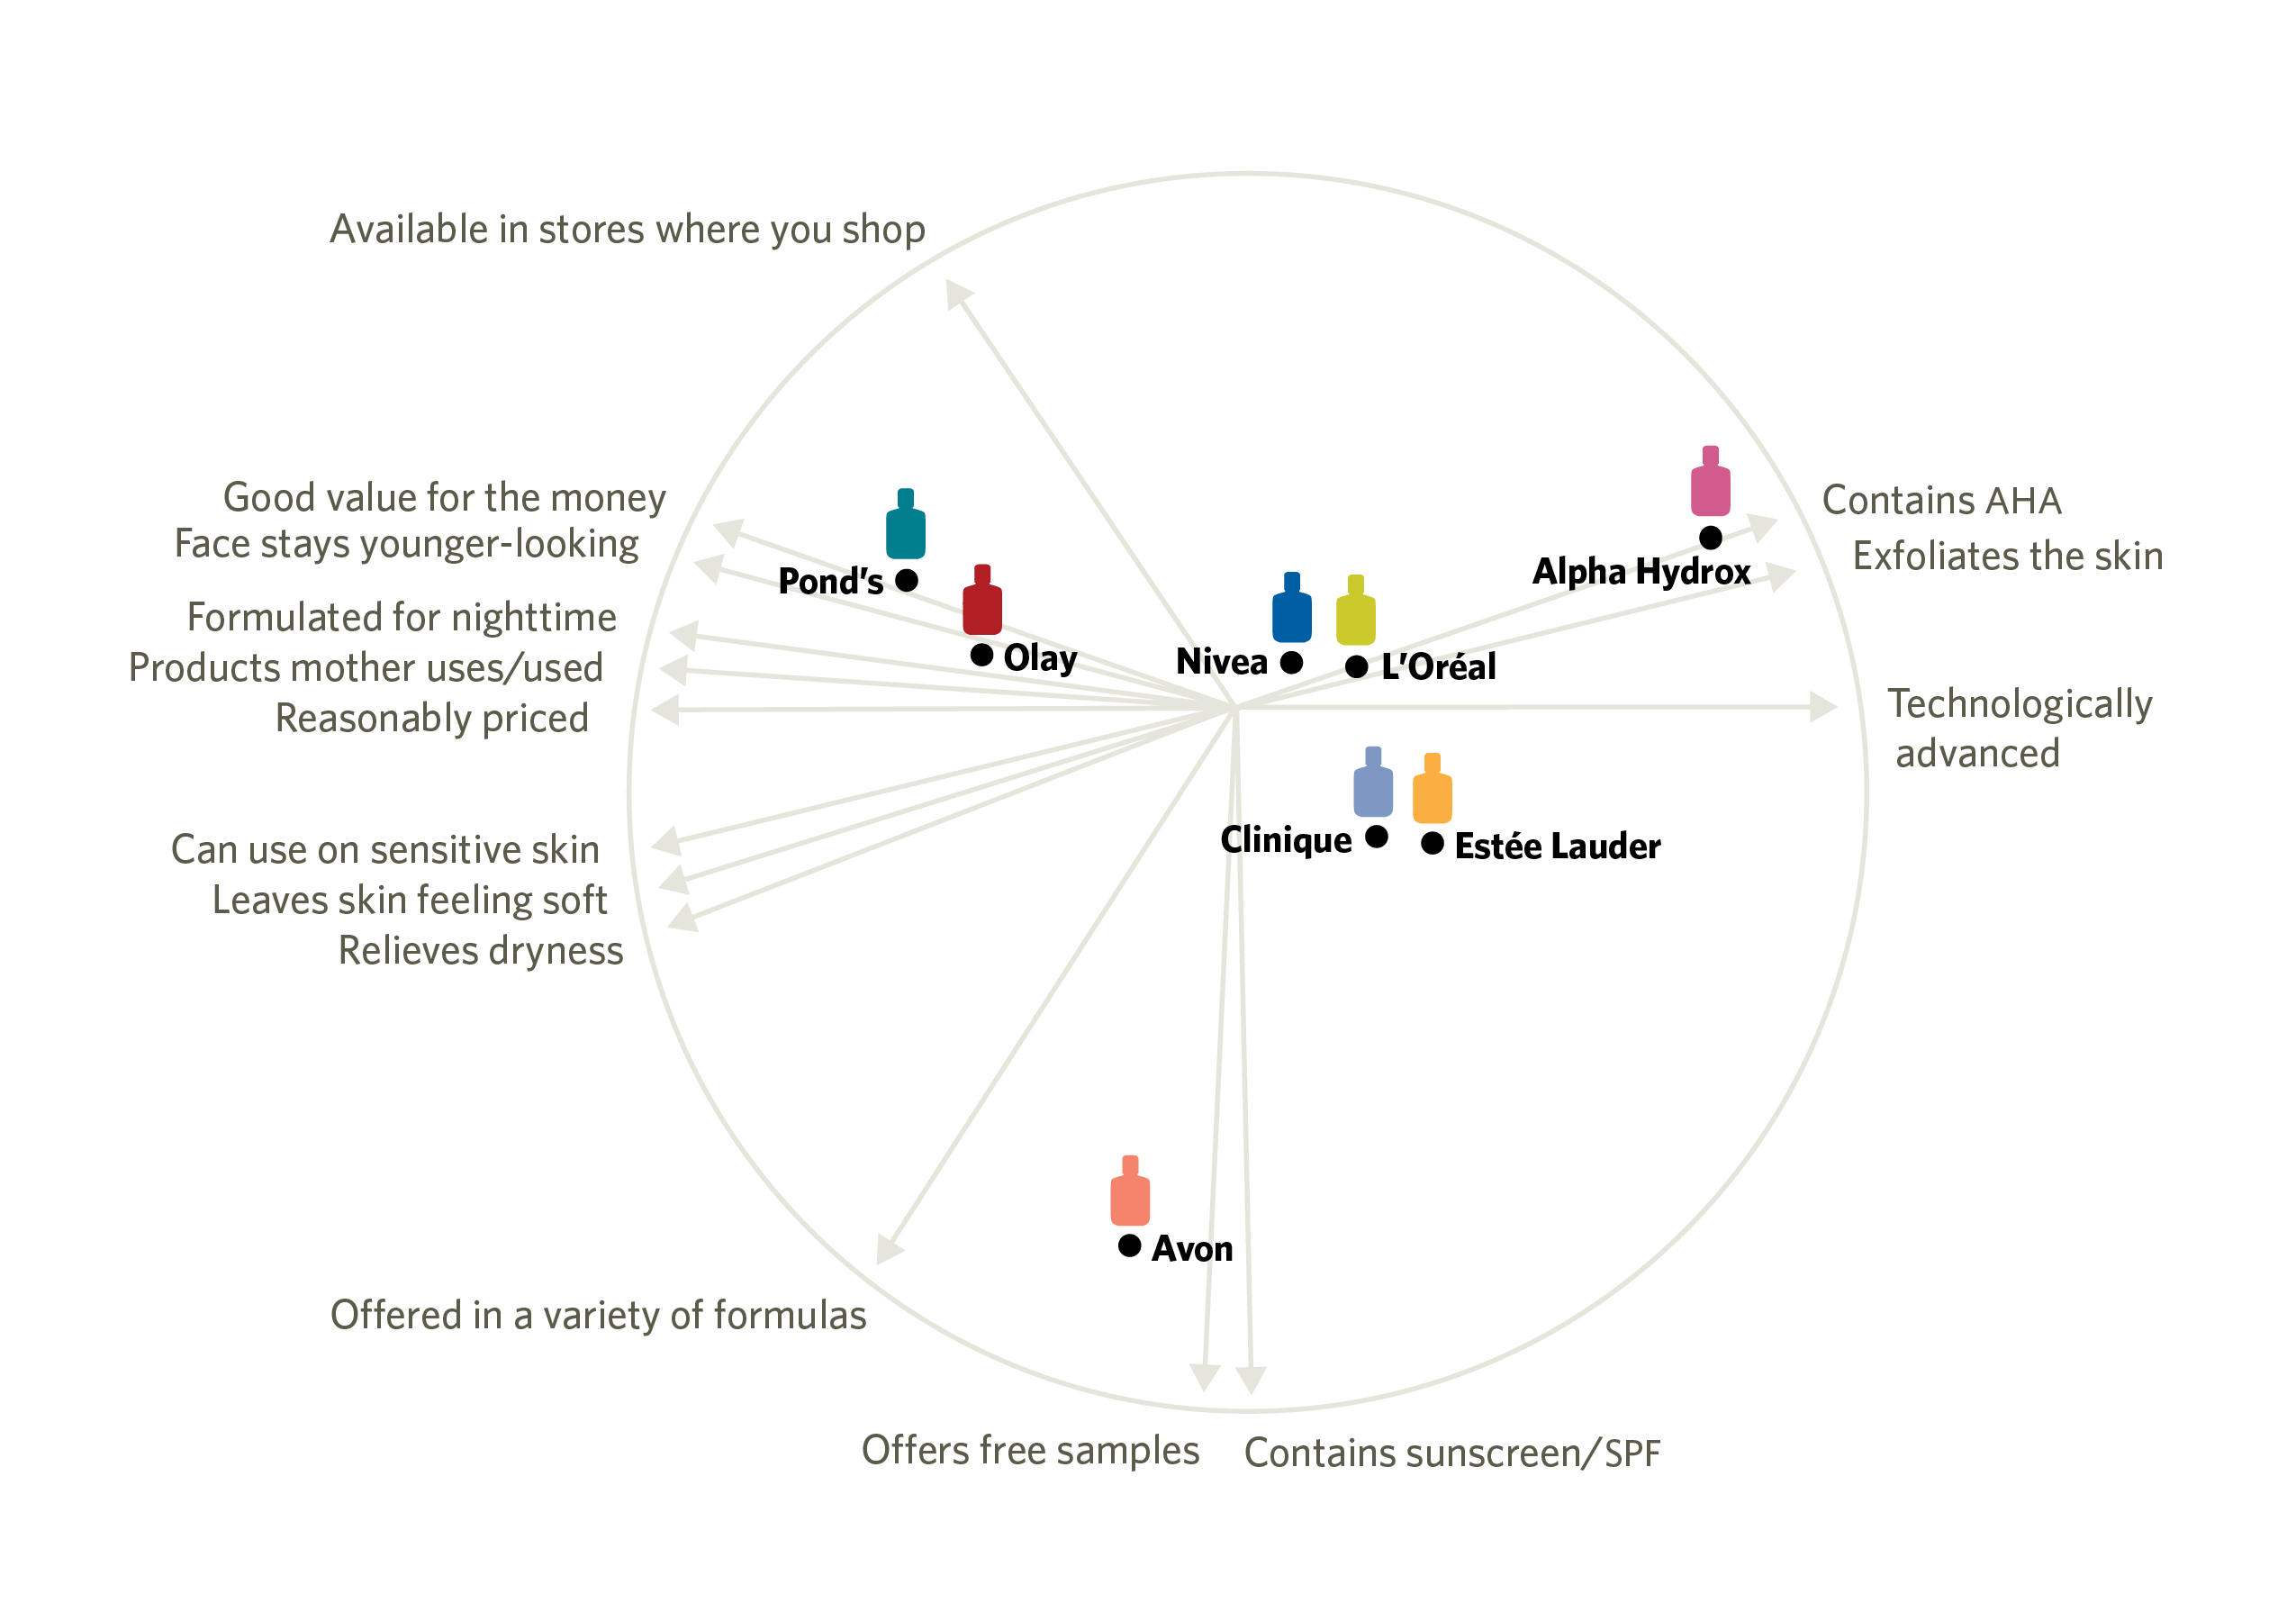 Available in stores where you shop
Good value for the money
Face stays younger-looking
Formulated for nighttime
Products mother uses/used
Reasonably priced
Can use on sensitive skin
Leaves skin feeling soft
Relieves dryness
Offered in a variety of formulas
Offers free samples
Contains sunscreen/SPF
Contains AHA
Exfoliates the skin
Technologically
advanced
Pond’s
Olay
Nivea
L’Oréal
Alpha Hydrox
Clinique
Estée Lauder
Avon